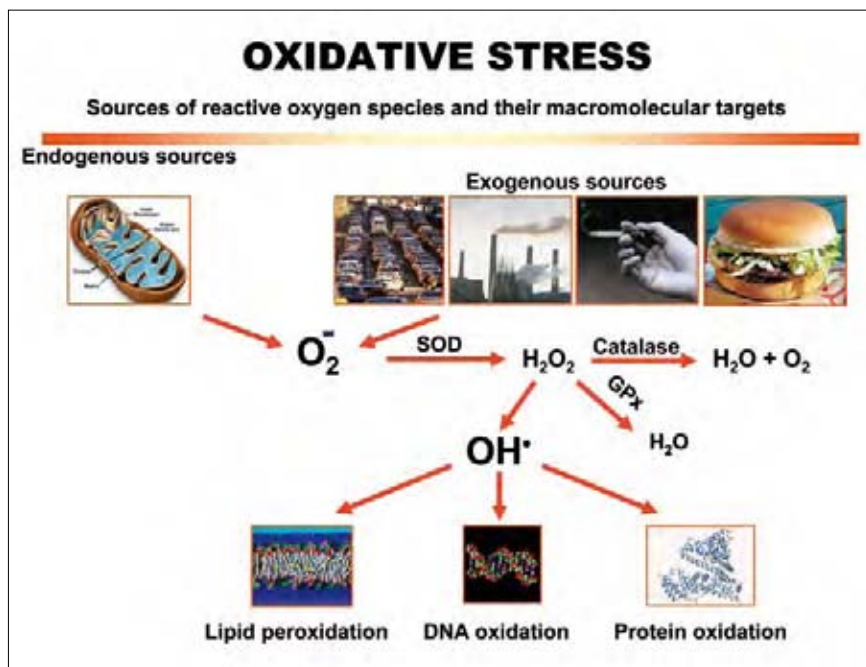 OXIDATIVE STRESS
Sources of reactive oxygen species and their macromolecular targets
Endogenous sources
Exogenous sources
O₂⁻
SOD
H₂O₂
Catalase
H₂O + O₂
GPx
H₂O
OH•
Lipid peroxidation
DNA oxidation
Protein oxidation